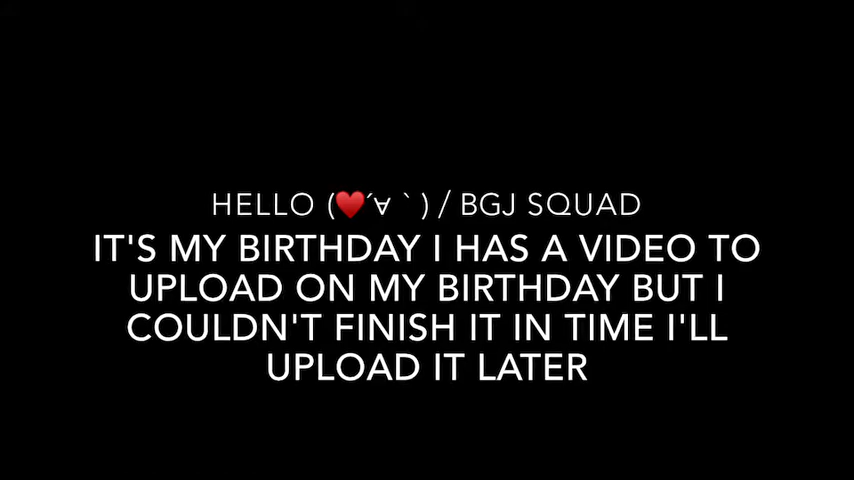 HELLO (♥´∀｀) / BGJ SQUAD
IT'S MY BIRTHDAY I HAS A VIDEO TO
UPLOAD ON MY BIRTHDAY BUT I
COULDN'T FINISH IT IN TIME I'LL
UPLOAD IT LATER